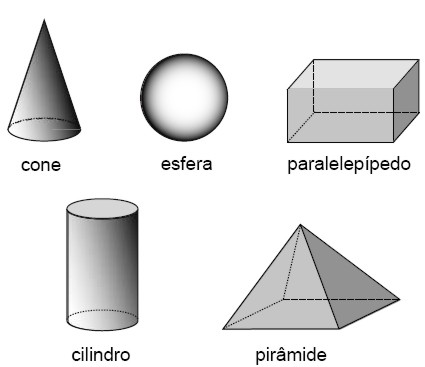 cone
esfera
paralelepípedo
cilindro
pirâmide